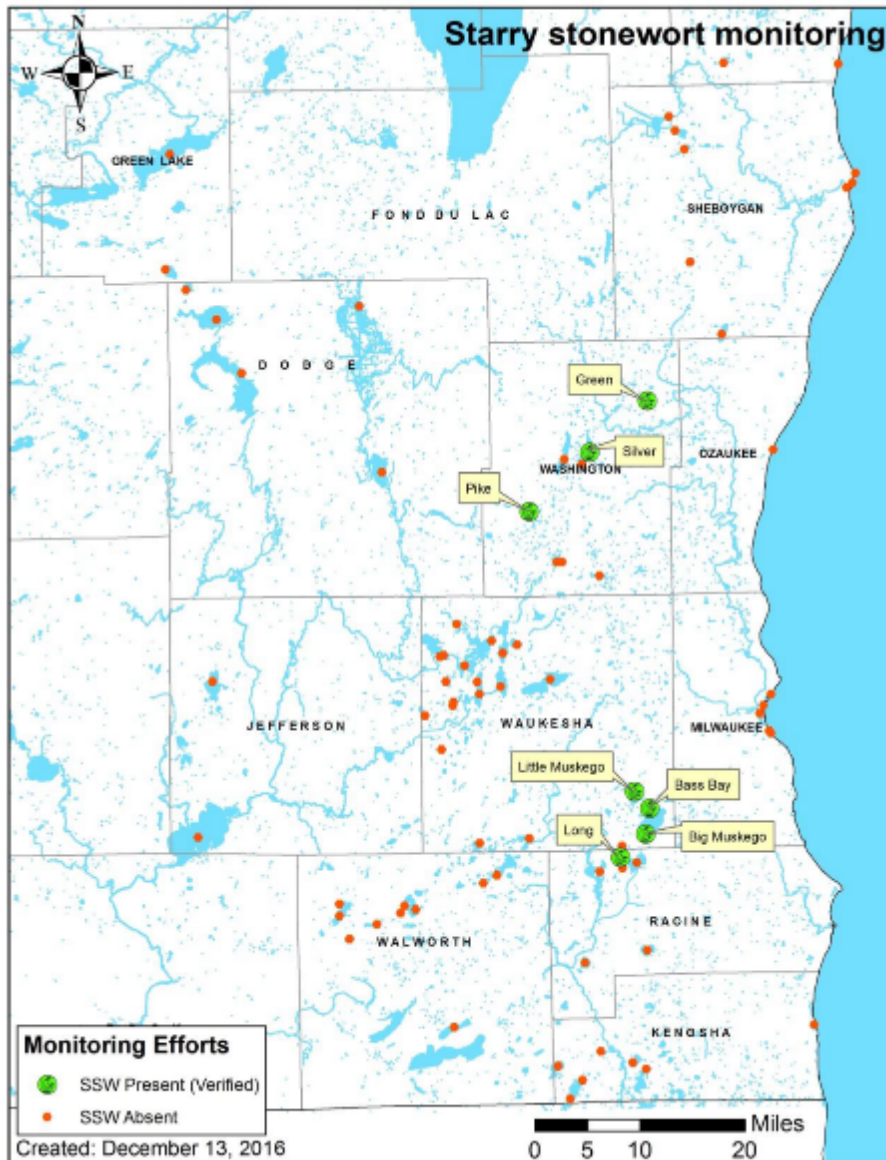 Starry stonewort monitoring
N
W E
S
GREEN LAKE
FOND DU LAC
SHEBOYGAN
DODGE
Green
Silver
OZAUKEE
WASHINGTON
Pike
JEFFERSON
WAUKESHA
MILWAUKEE
Little Muskego
Bass Bay
Long
Big Muskego
RACINE
WALWORTH
KENOSHA
Monitoring Efforts
SSW Present (Verified)
SSW Absent
Created: December 13, 2016
Miles
0 5 10 20